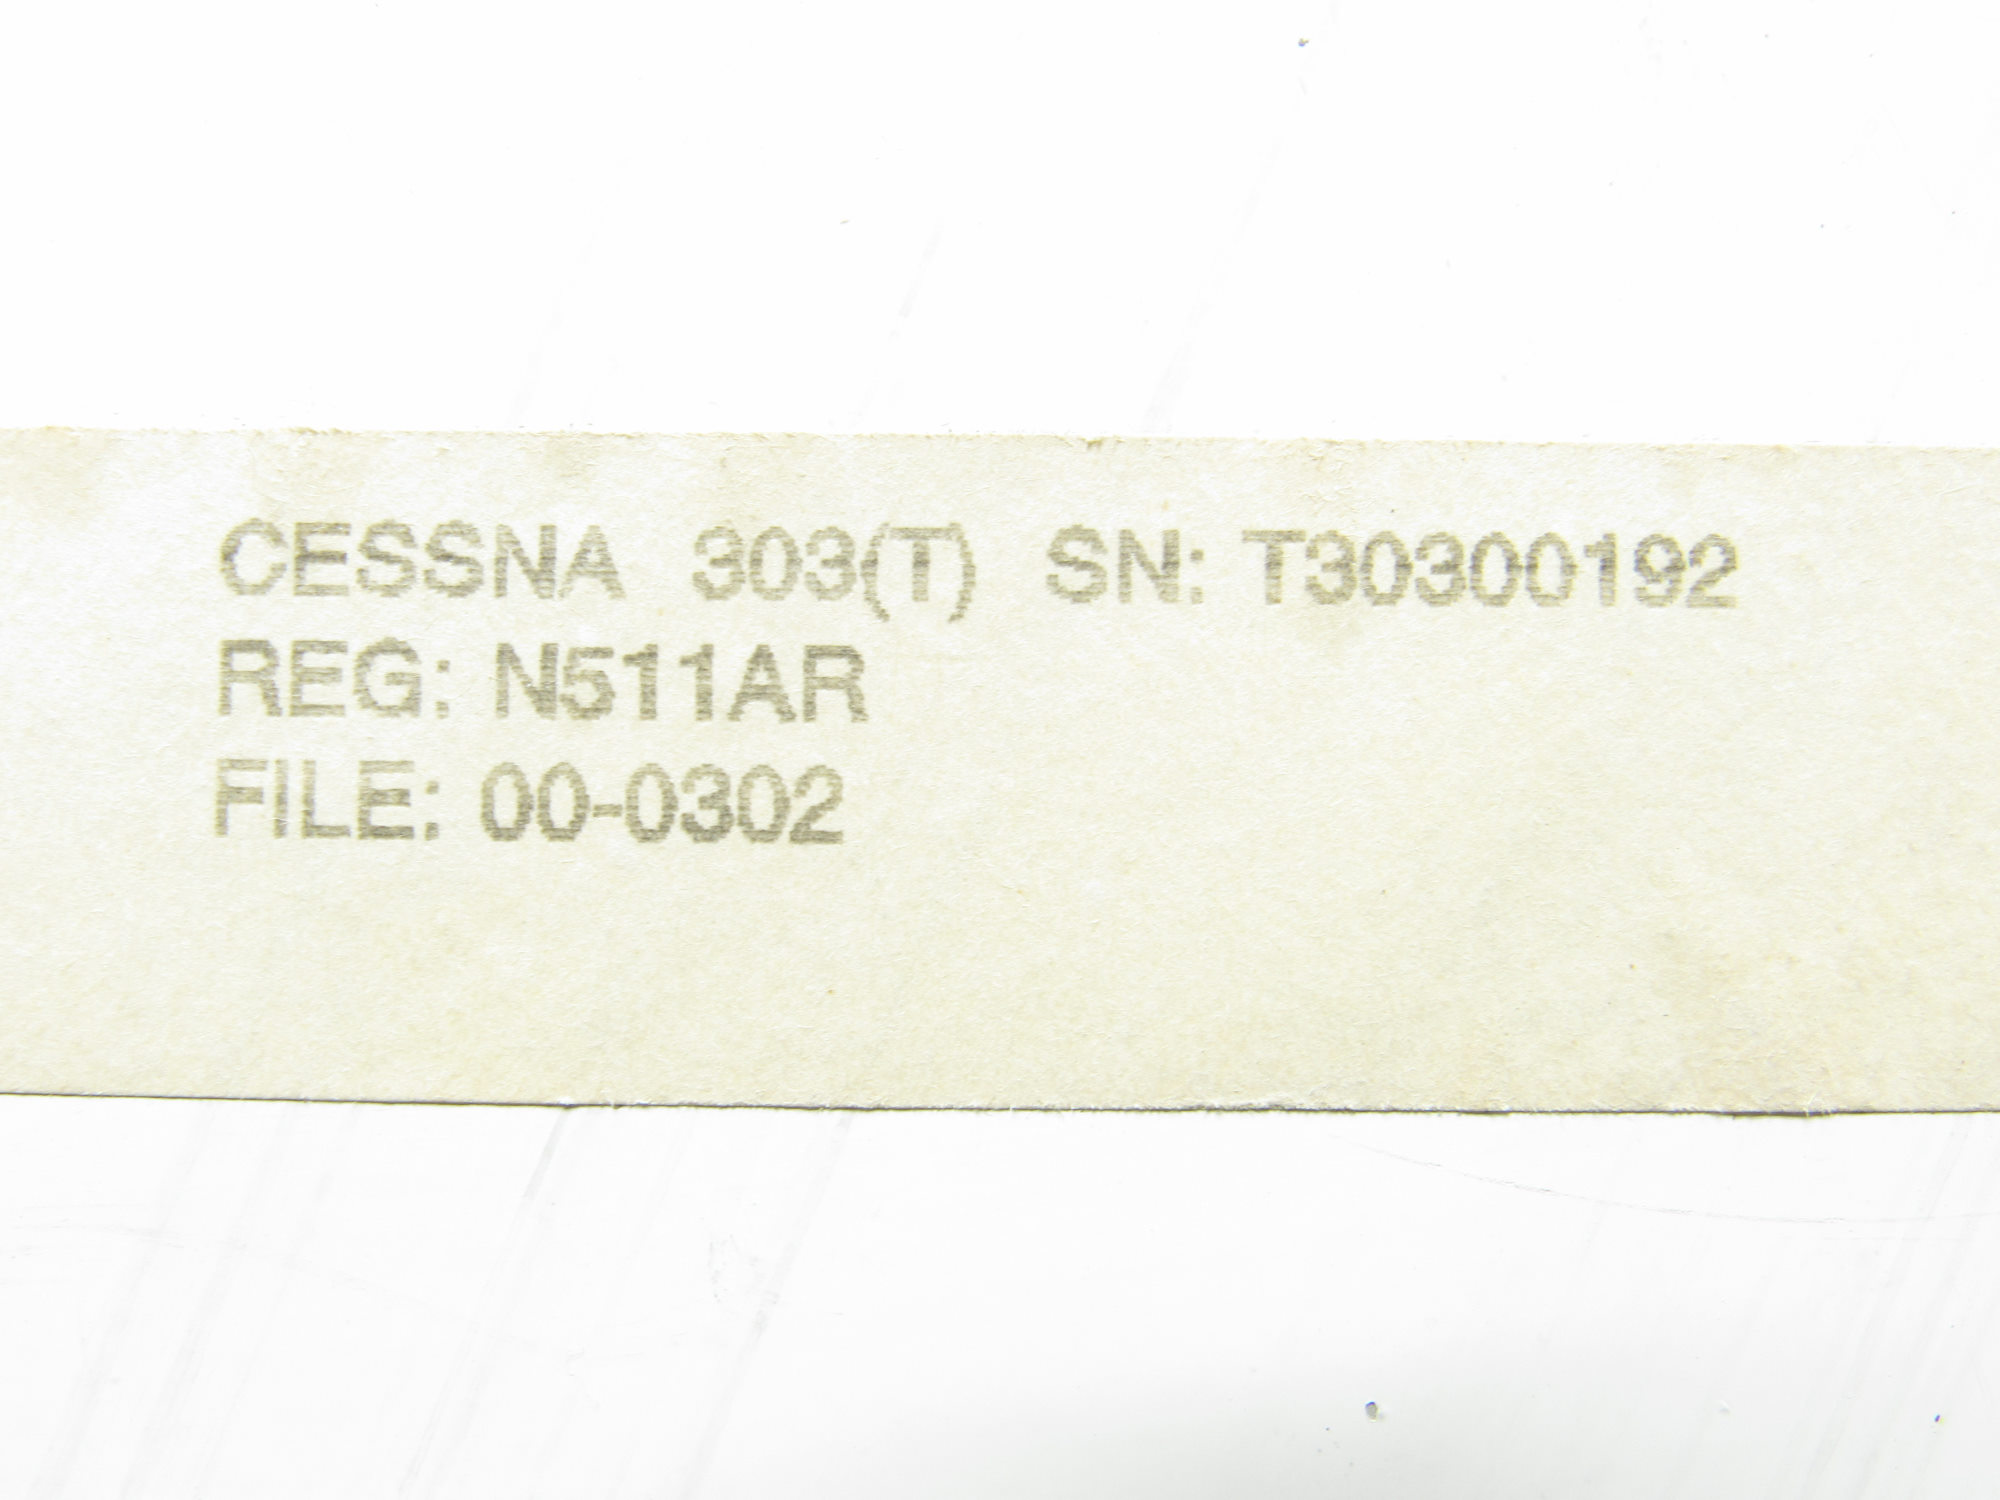 CESSNA 303(T) SN: T30300192
REG: N511AR
FILE: 00-0302